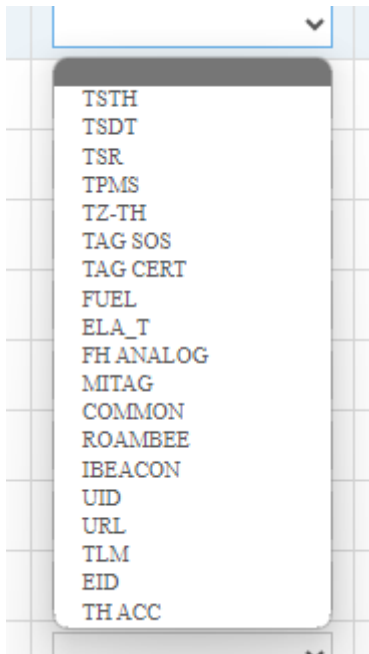 TSTH
TSDT
TSR
TPMS
TZ-TH
TAG SOS
TAG CERT
FUEL
ELA_T
FH ANALOG
MITAG
COMMON
ROAMBEE
IBEACON
UID
URL
TLM
EID
TH ACC